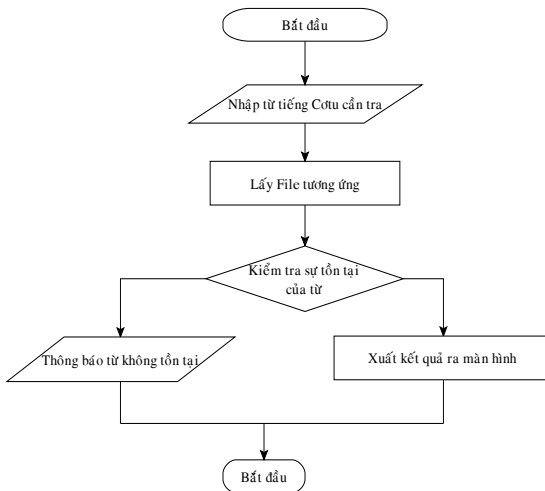 Bắt đầu
Nhập từ tiếng Cơtu cần tra
Lấy File tương ứng
Kiểm tra sự tồn tại
của từ
Thông báo từ không tồn tại
Xuất kết quả ra màn hình
Bắt đầu